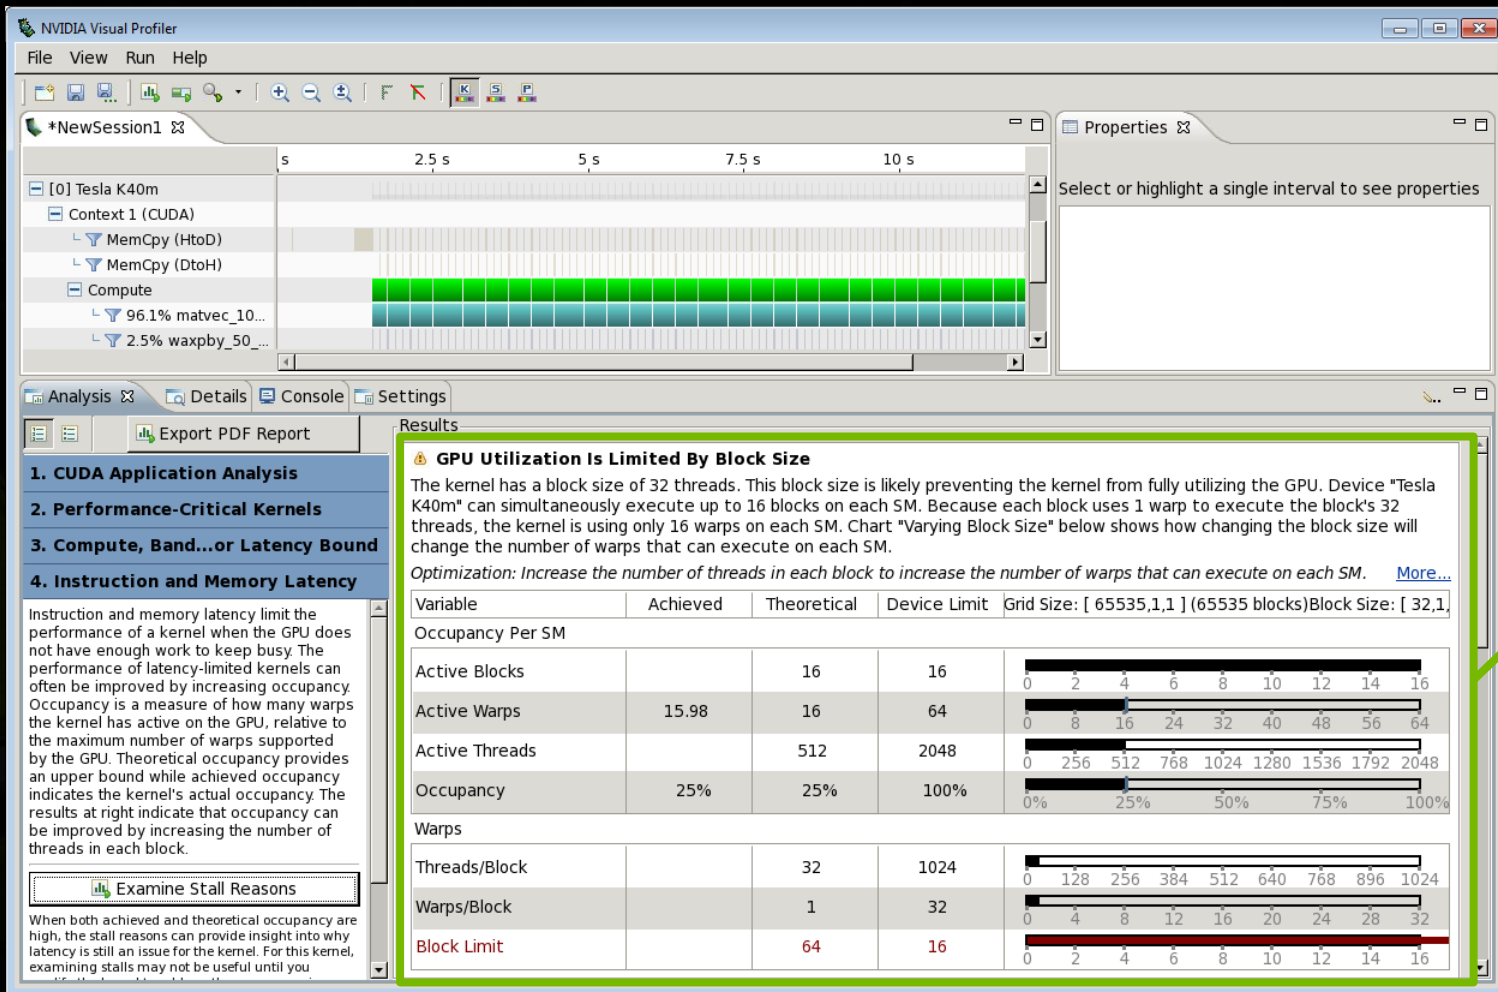 NVIDIA Visual Profiler
File View Run Help
K S P
*NewSession1
Properties
s 2.5 s 5 s 7.5 s 10 s
[0] Tesla K40m
Select or highlight a single interval to see properties
Context 1 (CUDA)
MemCpy (HtoD)
MemCpy (DtoH)
Compute
96.1% matvec_10...
2.5% waxpby_50_...
Analysis Details Console Settings
Export PDF Report
Results
1. CUDA Application Analysis
2. Performance-Critical Kernels
3. Compute, Band...or Latency Bound
4. Instruction and Memory Latency
Instruction and memory latency limit the
performance of a kernel when the GPU does
not have enough work to keep busy. The
performance of latency-limited kernels can
often be improved by increasing occupancy.
Occupancy is a measure of how many warps
the kernel has active on the GPU, relative to
the maximum number of warps supported
by the GPU. Theoretical occupancy provides
an upper bound while achieved occupancy
indicates the kernel's actual occupancy. The
results at right indicate that occupancy can
be improved by increasing the number of
threads in each block.
Examine Stall Reasons
When both achieved and theoretical occupancy are
high, the stall reasons can provide insight into why
latency is still an issue for the kernel. For this kernel,
examining stalls may not be useful until you
GPU Utilization Is Limited By Block Size
The kernel has a block size of 32 threads. This block size is likely preventing the kernel from fully utilizing the GPU. Device "Tesla
K40m" can simultaneously execute up to 16 blocks on each SM. Because each block uses 1 warp to execute the block's 32
threads, the kernel is using only 16 warps on each SM. Chart "Varying Block Size" below shows how changing the block size will
change the number of warps that can execute on each SM.
Optimization: Increase the number of threads in each block to increase the number of warps that can execute on each SM. More...
Variable Achieved Theoretical Device Limit Grid Size: [ 65535,1,1 ] (65535 blocks)Block Size: [ 32,1,
Occupancy Per SM
Active Blocks 16 16
0 2 4 6 8 10 12 14 16
Active Warps 15.98 16 64
0 8 16 24 32 40 48 56 64
Active Threads 512 2048
0 256 512 768 1024 1280 1536 1792 2048
Occupancy 25% 25% 100%
0% 25% 50% 75% 100%
Warps
Threads/Block 32 1024
0 128 256 384 512 640 768 896 1024
Warps/Block 1 32
0 4 8 12 16 20 24 28 32
Block Limit 64 16
0 2 4 6 8 10 12 14 16